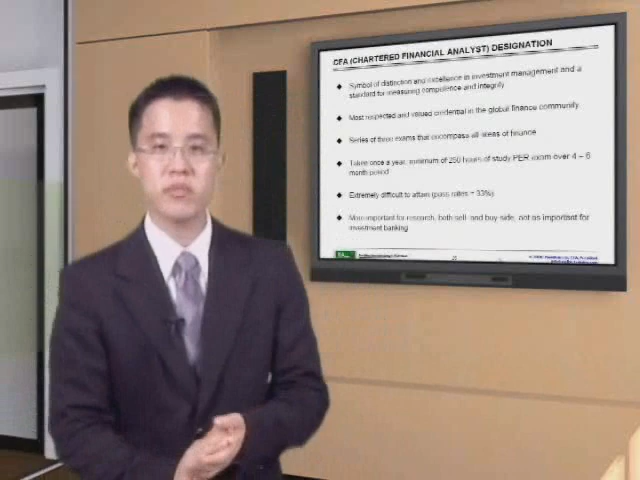 CFA (CHARTERED FINANCIAL ANALYST) DESIGNATION
Symbol of distinction and excellence in investment management and a
standard for measuring competence and integrity
Most respected and valued credential in the global finance community
Series of three exams that encompass all areas of finance
Taken once a year, minimum of 250 hours of study PER exam over 4 – 6
month period
Extremely difficult to attain (pass rates = 33%)
More important for research, both sell- and buy-side, not as important for
investment banking